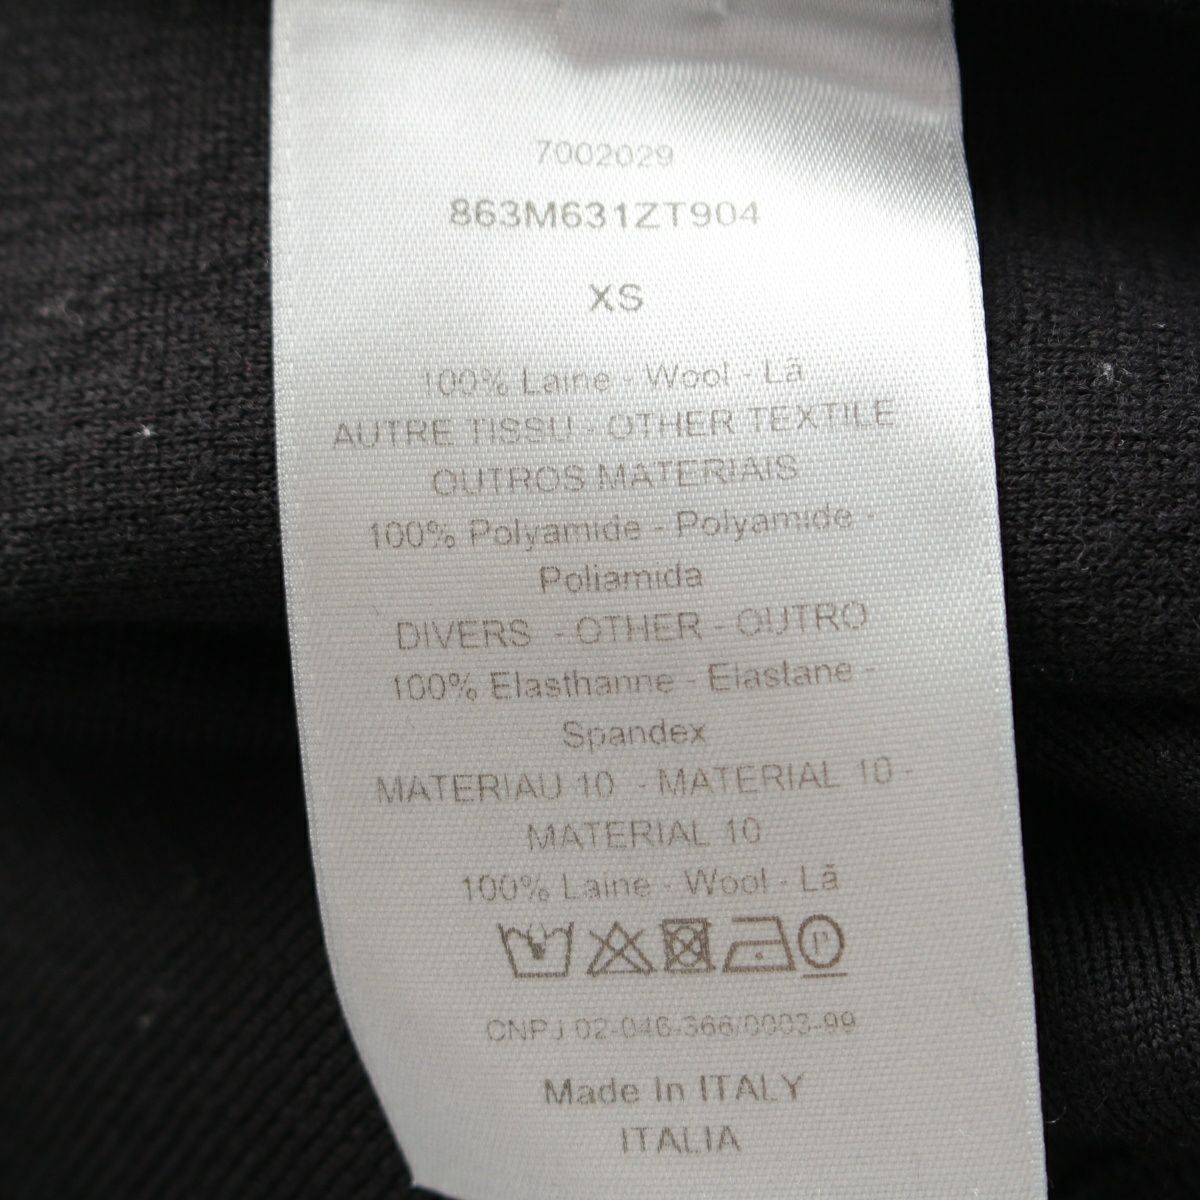 7002029
863M631ZT904
XS
100% Laine - Wool - Lã
AUTRE TISSU - OTHER TEXTILE
OUTROS MATERIAIS
100% Polyamide - Polyamide -
Poliamida
DIVERS - OTHER - OUTRO
100% Elasthanne - Elastane -
Spandex
MATERIAU 10 - MATERIAL 10 -
MATERIAL 10
100% Laine - Wool - Lã
CNPJ 02-046-366/0003-99
Made In ITALY
ITALIA